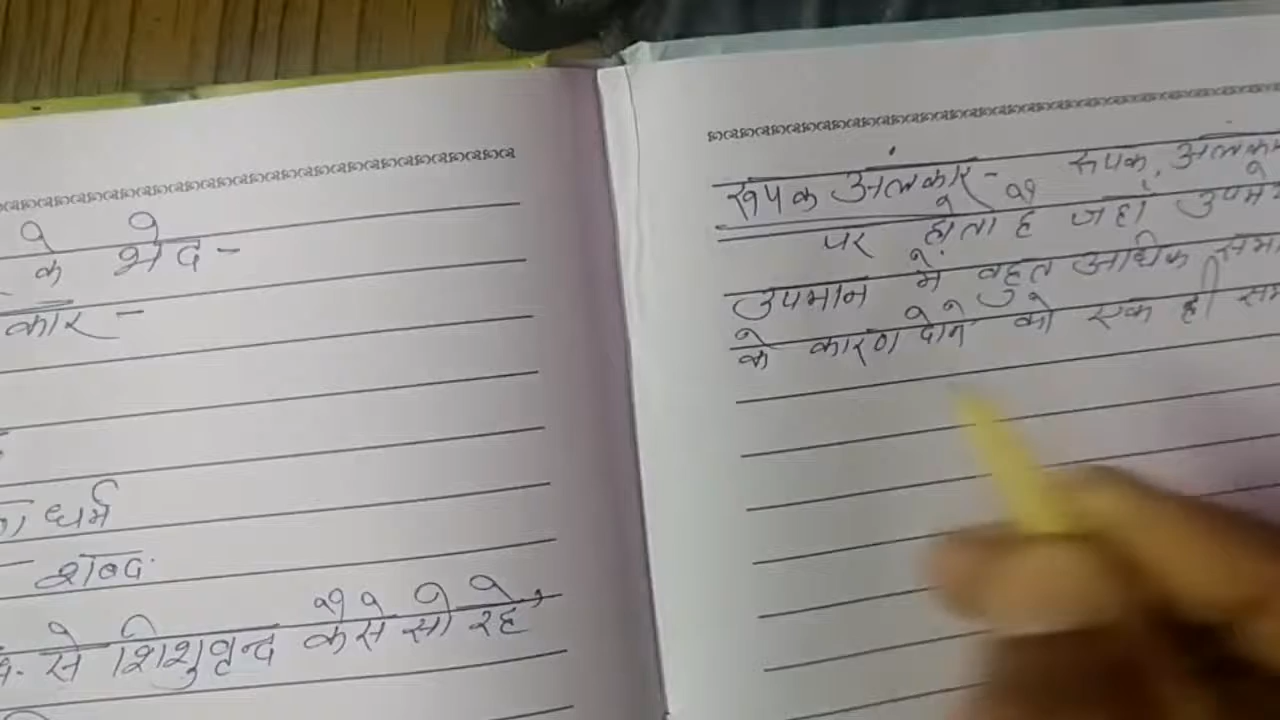 के भेद -
कार -
धर्म
शब्द
से शिशुवृन्द कैसे सो रहे,
रूपक अलंकार - रूपक अलंका
पर होता है जहां उपमेय
उपमान में बहुत अधिक समा
के कारण दोने को एक ही सम